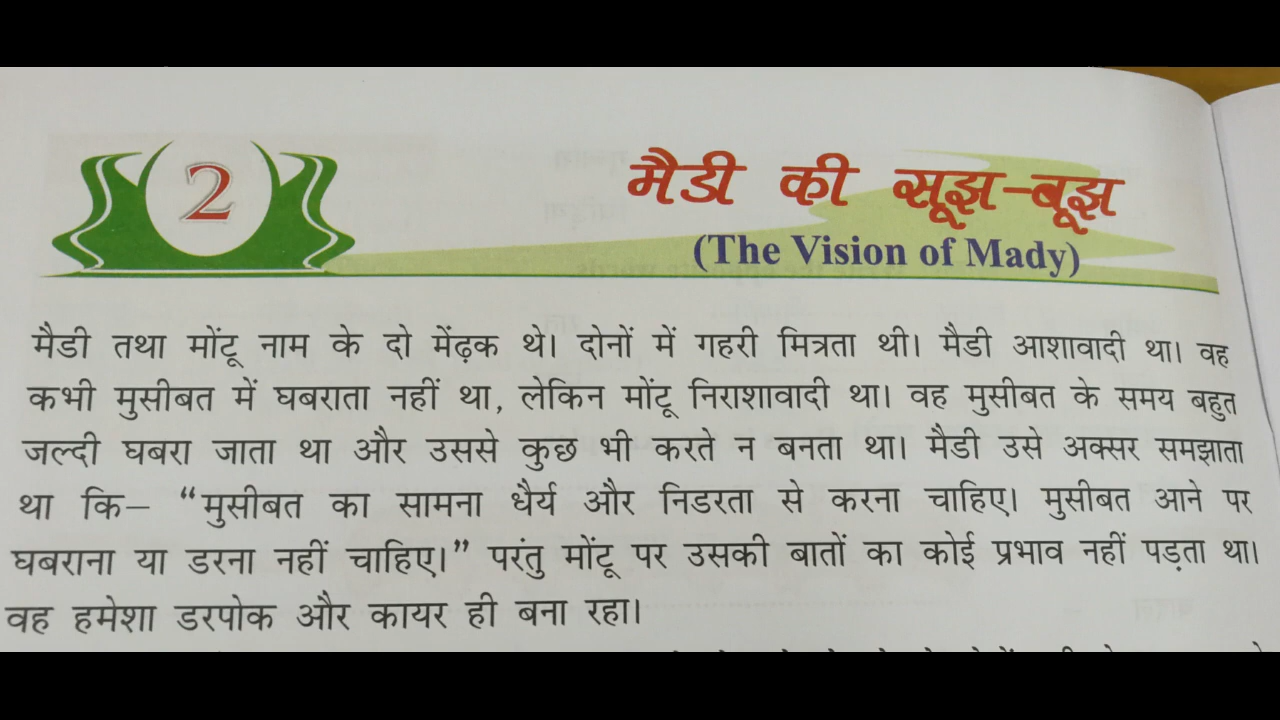 2
मैडी की सूझ-बूझ
(The Vision of Mady)
मैडी तथा मोंटू नाम के दो मेंढ़क थे। दोनों में गहरी मित्रता थी। मैडी आशावादी था। वह
कभी मुसीबत में घबराता नहीं था, लेकिन मोंटू निराशावादी था। वह मुसीबत के समय बहुत
जल्दी घबरा जाता था और उससे कुछ भी करते न बनता था। मैडी उसे अक्सर समझाता
था कि– “मुसीबत का सामना धैर्य और निडरता से करना चाहिए। मुसीबत आने पर
घबराना या डरना नहीं चाहिए।” परंतु मोंटू पर उसकी बातों का कोई प्रभाव नहीं पड़ता था।
वह हमेशा डरपोक और कायर ही बना रहा।